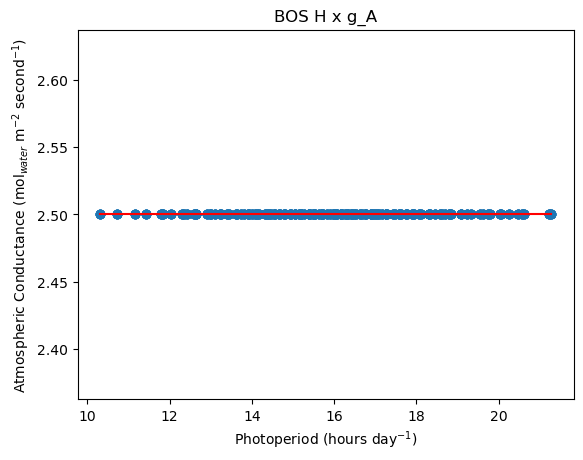 BOS H x g_A
2.60
2.55
2.50
2.45
2.40
Atmospheric Conductance (mol_{water} m^{−2} second^{−1})
10 12 14 16 18 20
Photoperiod (hours day^{−1})